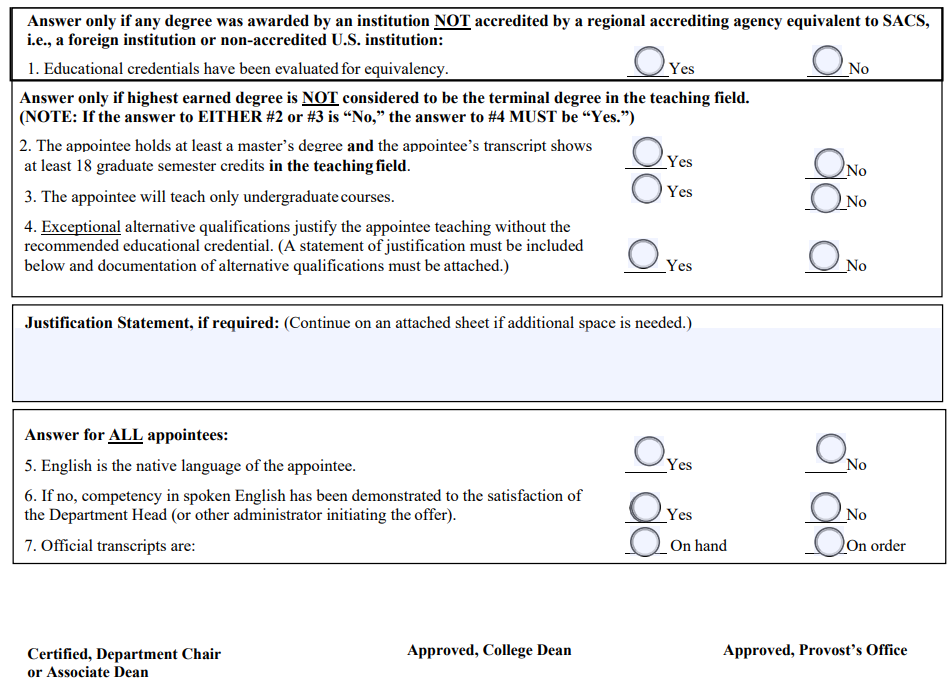 Answer only if any degree was awarded by an institution NOT accredited by a regional accrediting agency equivalent to SACS,
i.e., a foreign institution or non-accredited U.S. institution:
1. Educational credentials have been evaluated for equivalency. Yes No
Answer only if highest earned degree is NOT considered to be the terminal degree in the teaching field.
(NOTE: If the answer to EITHER #2 or #3 is “No,” the answer to #4 MUST be “Yes.”)
2. The appointee holds at least a master’s degree and the appointee’s transcript shows
at least 18 graduate semester credits in the teaching field. Yes No
3. The appointee will teach only undergraduate courses. Yes No
4. Exceptional alternative qualifications justify the appointee teaching without the
recommended educational credential. (A statement of justification must be included
below and documentation of alternative qualifications must be attached.) Yes No
Justification Statement, if required: (Continue on an attached sheet if additional space is needed.)
Answer for ALL appointees:
5. English is the native language of the appointee. Yes No
6. If no, competency in spoken English has been demonstrated to the satisfaction of
the Department Head (or other administrator initiating the offer). Yes No
7. Official transcripts are: On hand On order
Certified, Department Chair
or Associate Dean
Approved, College Dean
Approved, Provost’s Office